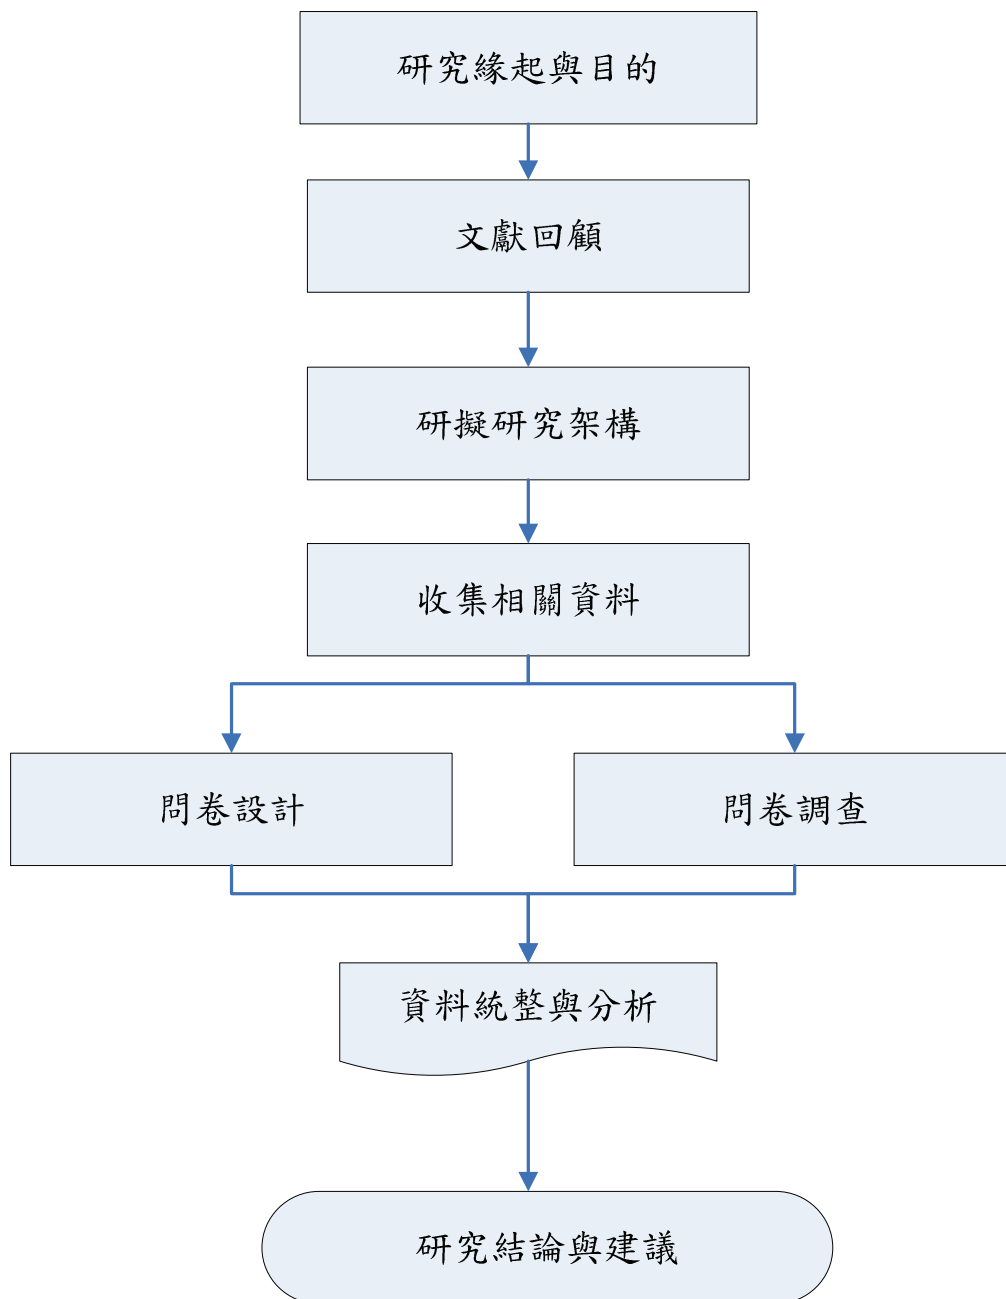 研究緣起與目的
文獻回顧
研擬研究架構
收集相關資料
問卷設計
問卷調查
資料統整與分析
研究結論與建議